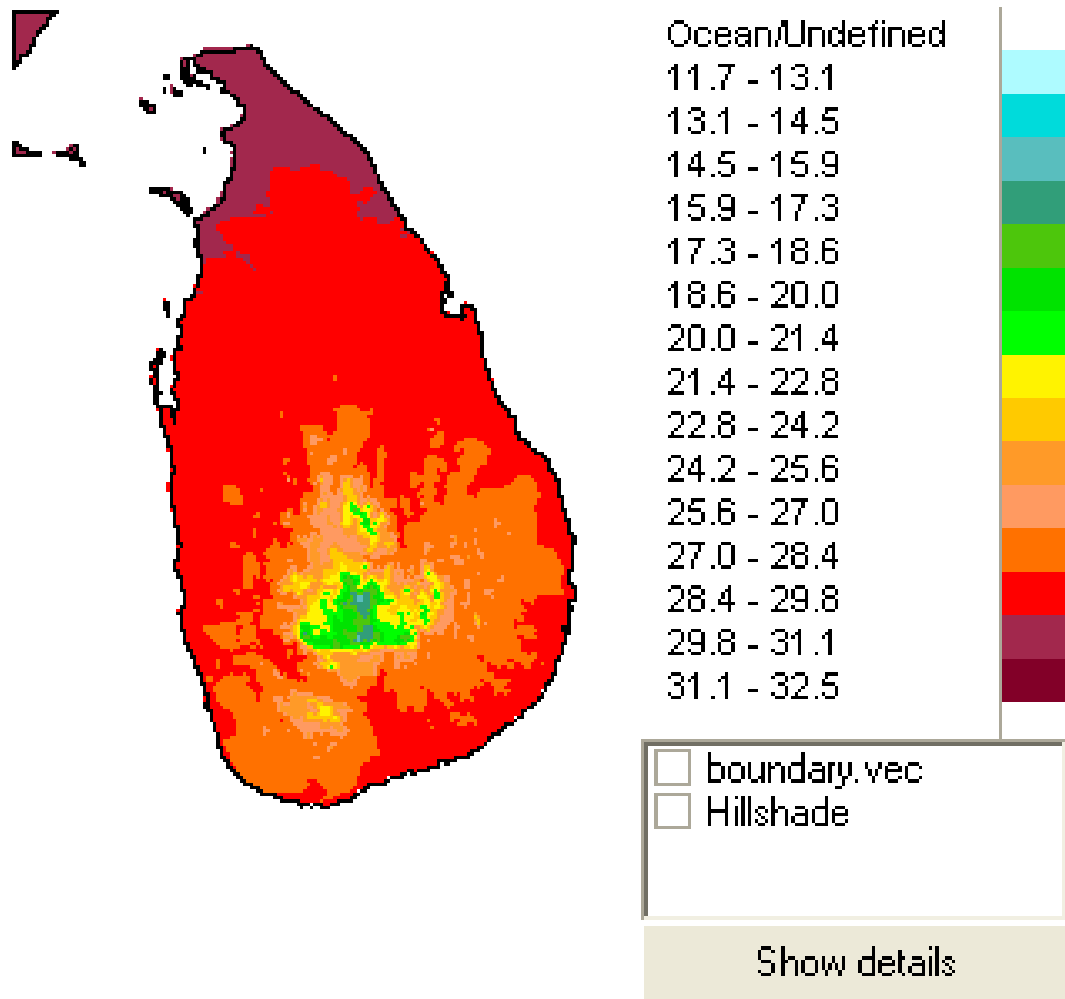 Ocean/Undefined
11.7 - 13.1
13.1 - 14.5
14.5 - 15.9
15.9 - 17.3
17.3 - 18.6
18.6 - 20.0
20.0 - 21.4
21.4 - 22.8
22.8 - 24.2
24.2 - 25.6
25.6 - 27.0
27.0 - 28.4
28.4 - 29.8
29.8 - 31.1
31.1 - 32.5
boundary.vec
Hillshade
Show details